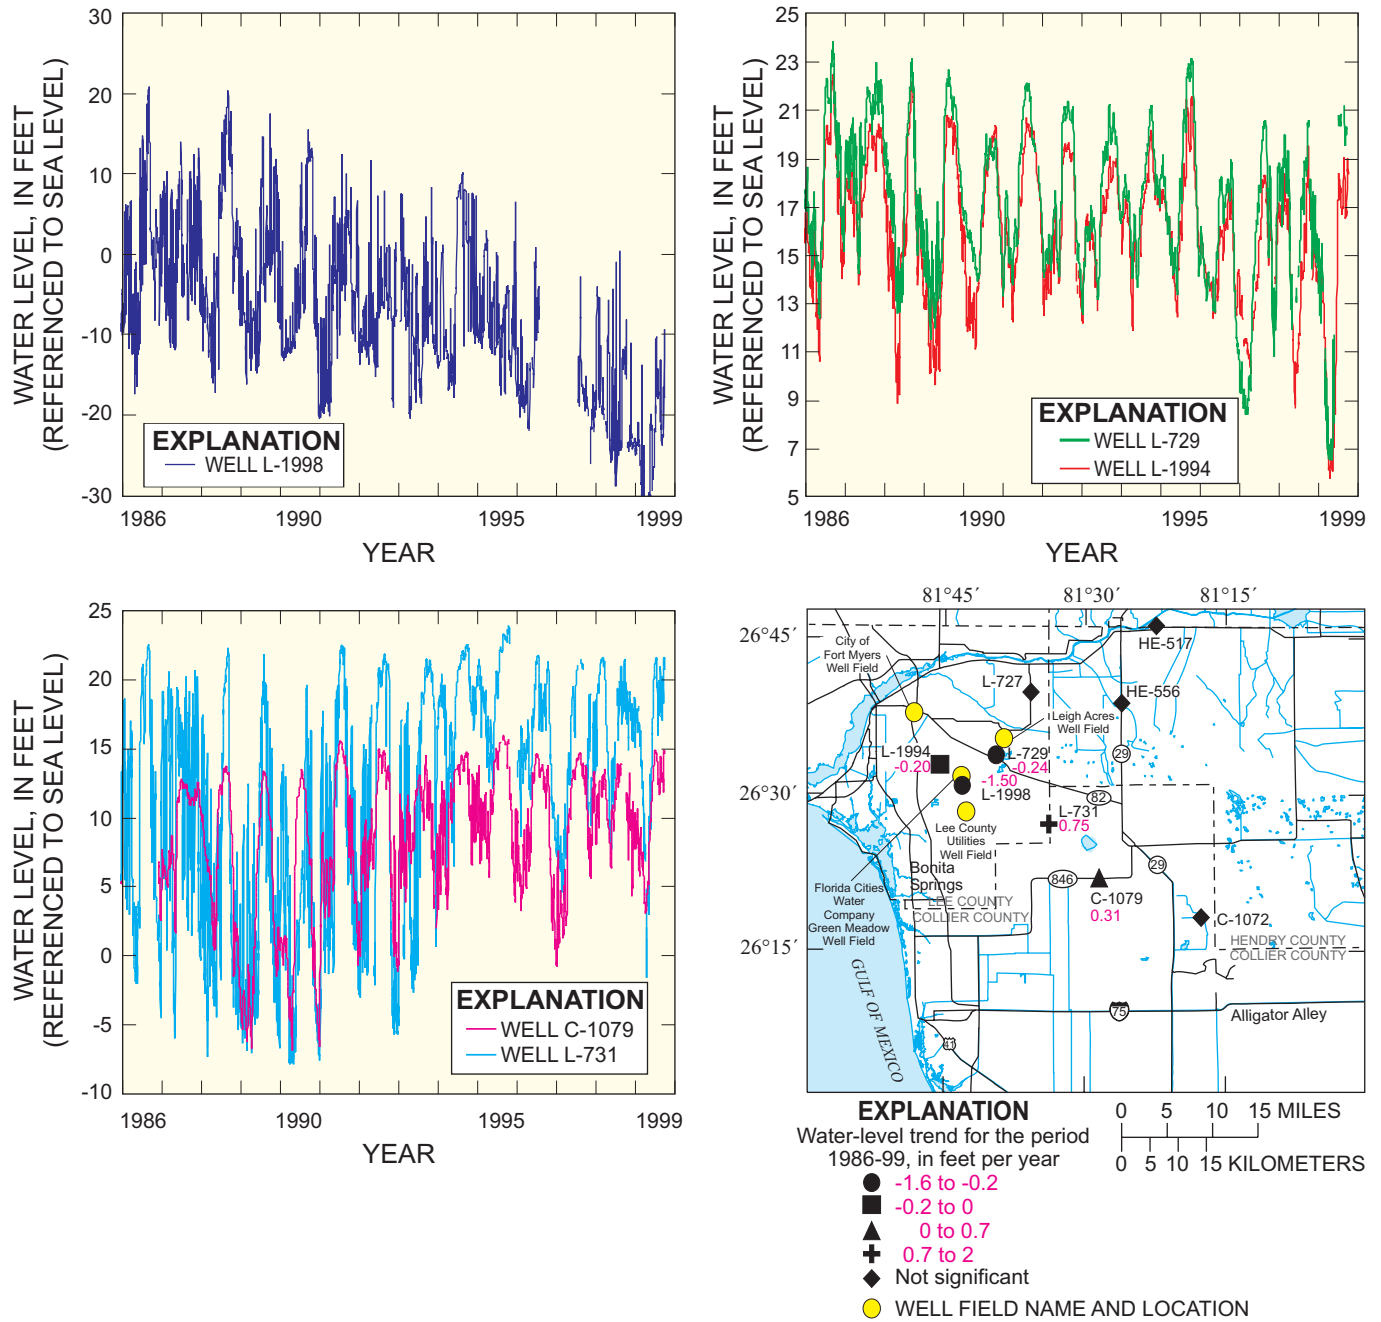 WATER LEVEL, IN FEET
(REFERENCED TO SEA LEVEL)
30
20
10
0
-10
-20
-30
EXPLANATION
WELL L-1998
1986
1990
1995
1999
YEAR
WATER LEVEL, IN FEET
(REFERENCED TO SEA LEVEL)
25
23
21
19
17
15
13
11
9
7
5
EXPLANATION
WELL L-729
WELL L-1994
1986
1990
1995
1999
YEAR
WATER LEVEL, IN FEET
(REFERENCED TO SEA LEVEL)
25
20
15
10
5
0
-5
-10
EXPLANATION
WELL C-1079
WELL L-731
1986
1990
1995
1999
YEAR
81°45′
81°30′
81°15′
26°45′
26°30′
26°15′
City of
Fort Myers
Well Field
HE-517
L-727
HE-556
Leigh Acres
Well Field
29
L-1994
-0.20
L-729
-0.24
-1.50
L-1998
82
L-731
0.75
Lee County
Utilities
Well Field
29
Bonita
Springs
846
C-1079
0.31
LEE COUNTY
COLLIER COUNTY
Florida Cities
Water
Company
Green Meadow
Well Field
C-1072
HENDRY COUNTY
COLLIER COUNTY
GULF OF MEXICO
75
Alligator Alley
41
EXPLANATION
Water-level trend for the period
1986-99, in feet per year
-1.6 to -0.2
-0.2 to 0
0 to 0.7
0.7 to 2
Not significant
WELL FIELD NAME AND LOCATION
0 5 10 15 MILES
0 5 10 15 KILOMETERS